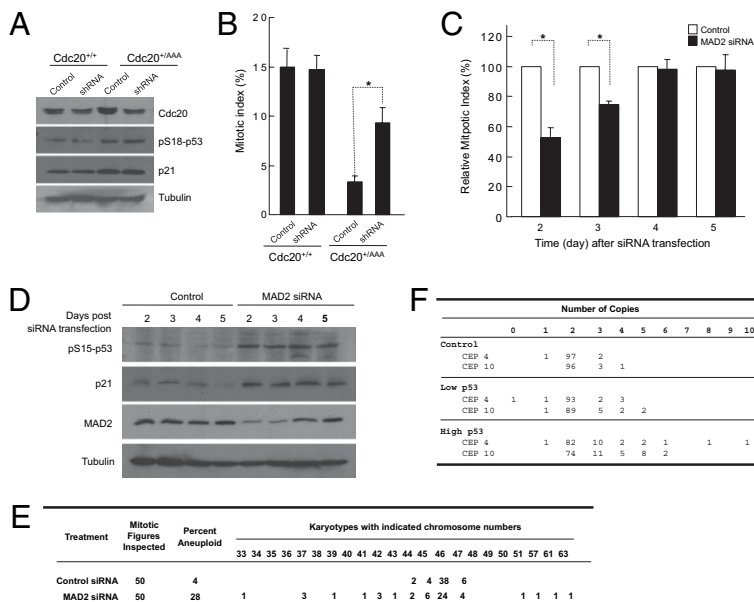 A
Cdc20+/+ Cdc20+/AAA
Control shRNA Control shRNA
Cdc20
pS18-p53
p21
Tubulin
B
Mitotic index (%)
20
15
10
5
0
*
Control shRNA Control shRNA
Cdc20+/+ Cdc20+/AAA
C
Control
MAD2 siRNA
Relative Mitpotic Index (%)
120
100
80
60
40
20
0
* *
2 3 4 5
Time (day) after siRNA transfection
D
Control MAD2 siRNA
Days post siRNA transfection
2 3 4 5 2 3 4 5
pS15-p53
p21
MAD2
Tubulin
F
Number of Copies
0 1 2 3 4 5 6 7 8 9 10
Control
CEP 4 1 97 2
CEP 10 96 3 1
Low p53
CEP 4 1 1 93 2 3
CEP 10 1 89 5 2 2
High p53
CEP 4 1 82 10 2 2 1 1 1
CEP 10 74 11 5 8 2
E
Treatment
Mitotic Figures Inspected
Percent Aneuploid
Karyotypes with indicated chromosome numbers
33 34 35 36 37 38 39 40 41 42 43 44 45 46 47 48 49 50 51 57 61 63
Control siRNA 50 4 2 4 38 6
MAD2 siRNA 50 28 1 3 1 1 3 1 2 6 24 4 1 1 1 1